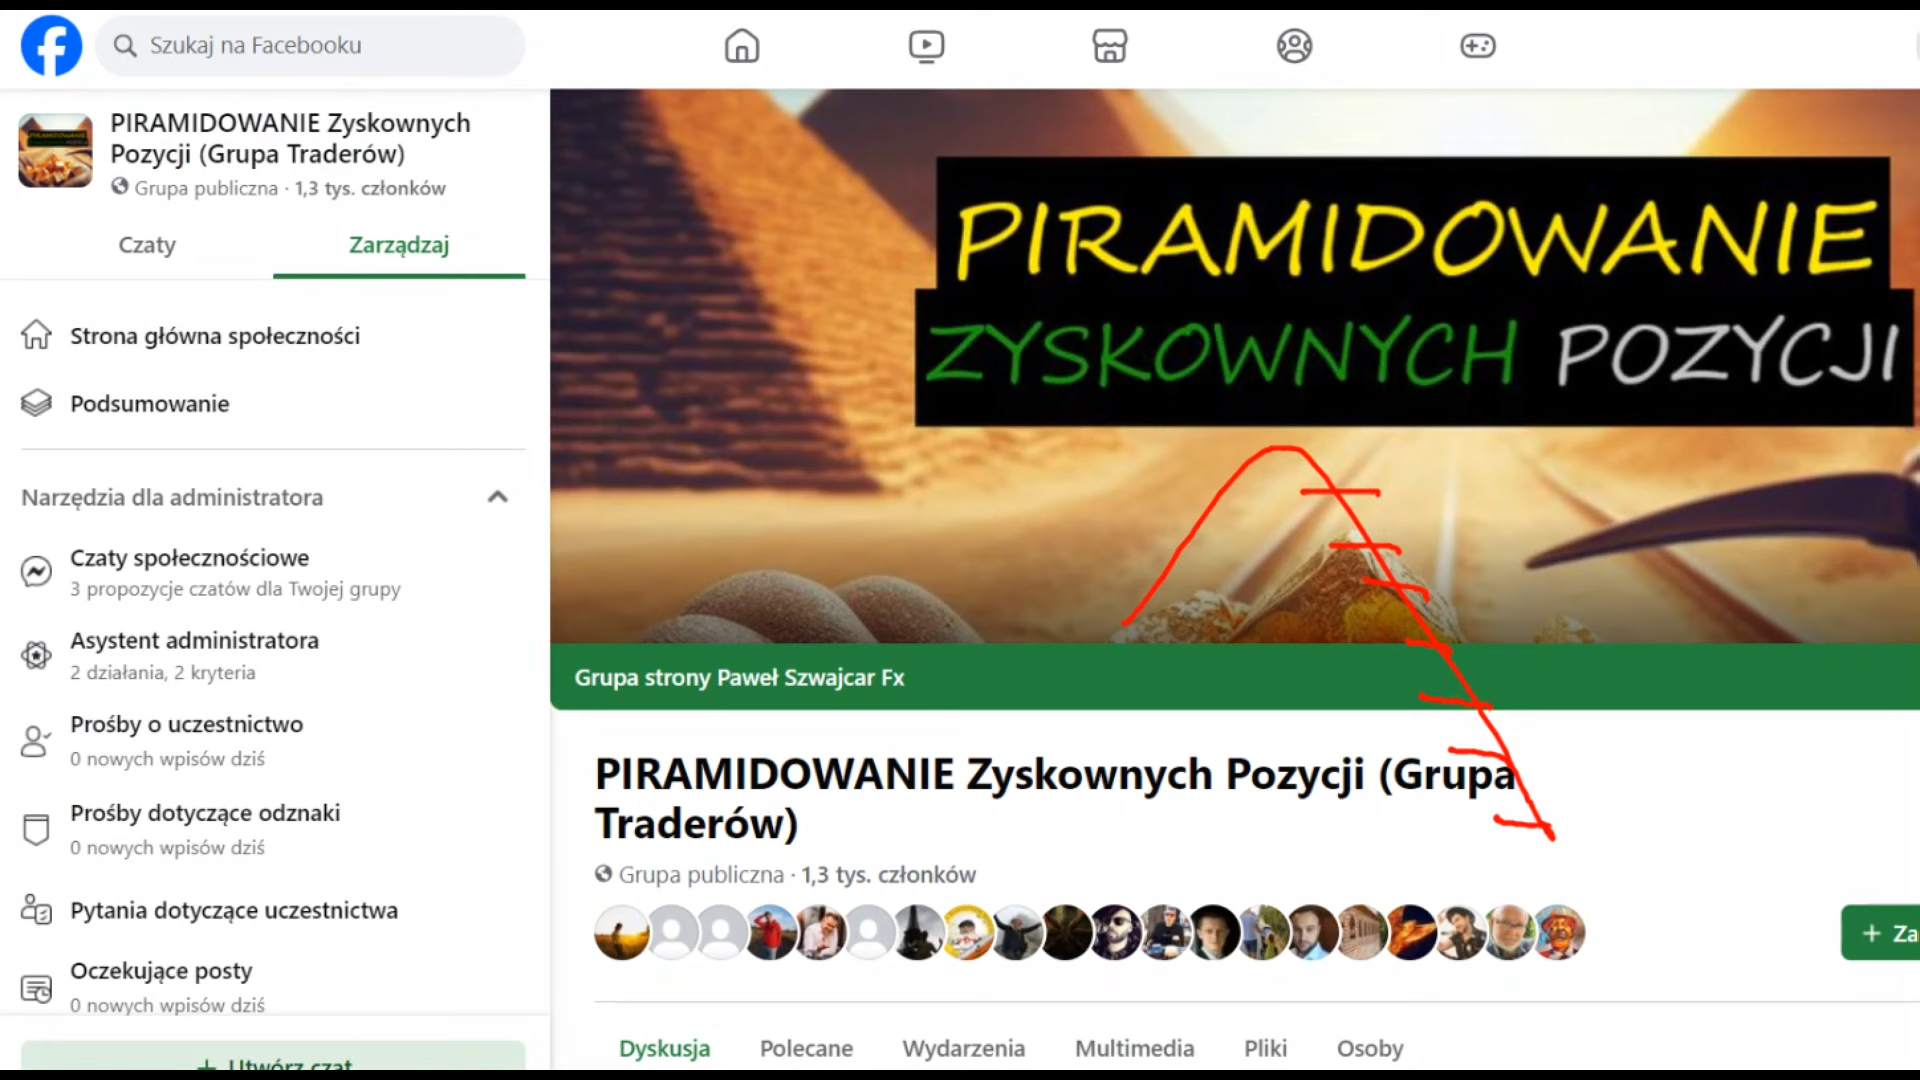 Szukaj na Facebooku
PIRAMIDOWANIE Zyskownych
Pozycji (Grupa Traderów)
Grupa publiczna · 1,3 tys. członków
Czaty
Zarządzaj
Strona główna społeczności
Podsumowanie
Narzędzia dla administratora
Czaty społecznościowe
3 propozycje czatów dla Twojej grupy
Asystent administratora
2 działania, 2 kryteria
Prośby o uczestnictwo
0 nowych wpisów dziś
Prośby dotyczące odznaki
0 nowych wpisów dziś
Pytania dotyczące uczestnictwa
Oczekujące posty
0 nowych wpisów dziś
+ Utwórz czat
PIRAMIDOWANIE
ZYSKOWNYCH POZYCJI
Grupa strony Paweł Szwajcar Fx
PIRAMIDOWANIE Zyskownych Pozycji (Grupa
Traderów)
Grupa publiczna · 1,3 tys. członków
+ Za
Dyskusja
Polecane
Wydarzenia
Multimedia
Pliki
Osoby